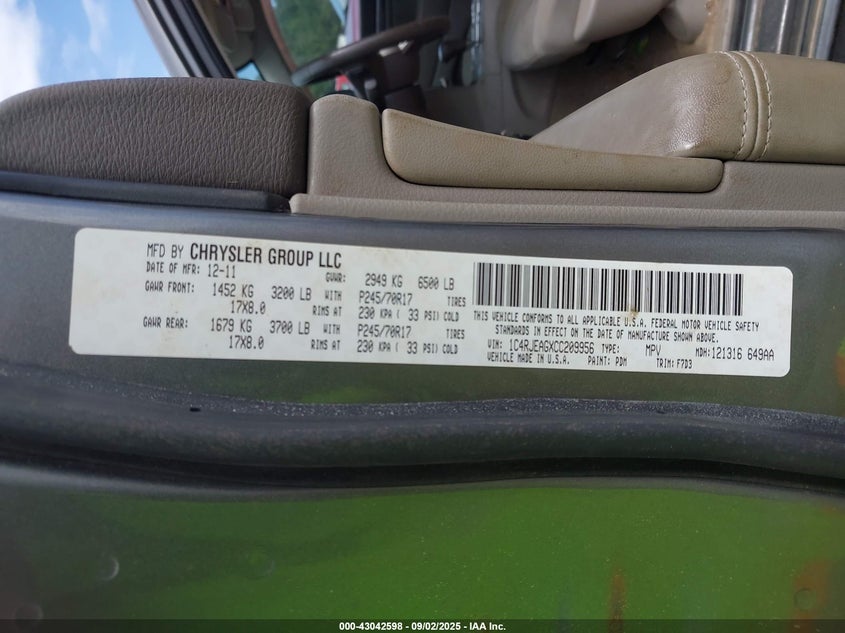 MFD BY CHRYSLER GROUP LLC
DATE OF MFR: 12-11 GVWR: 2949 KG 6500 LB
GAWR FRONT: 1452 KG 3200 LB WITH P245/70R17 TIRES
17X8.0 RIMS AT 230 KPA ( 33 PSI) COLD
GAWR REAR: 1679 KG 3700 LB WITH P245/70R17 TIRES
17X8.0 RIMS AT 230 KPA ( 33 PSI) COLD
THIS VEHICLE CONFORMS TO ALL APPLICABLE U.S.A. FEDERAL MOTOR VEHICLE SAFETY
STANDARDS IN EFFECT ON THE DATE OF MANUFACTURE SHOWN ABOVE.
VIN: 1C4RJEAGXCC209956 TYPE: MPV MDH:121316 649AA
VEHICLE MADE IN U.S.A. PAINT: PDM TRIM: F7D3
000-43042598 - 09/02/2025 - IAA Inc.